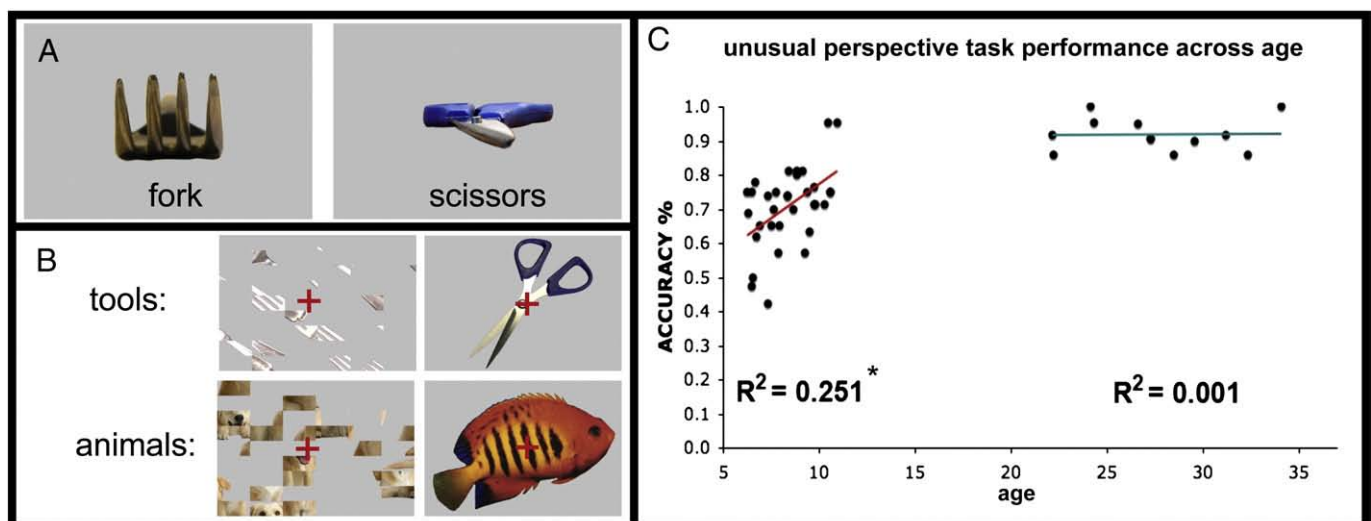 A
fork
scissors
B
tools:
animals:
C
unusual perspective task performance across age
ACCURACY %
1.0
0.9
0.8
0.7
0.6
0.5
0.4
0.3
0.2
0.1
0.0
R² = 0.251 *
R² = 0.001
5 10 15 20 25 30 35
age